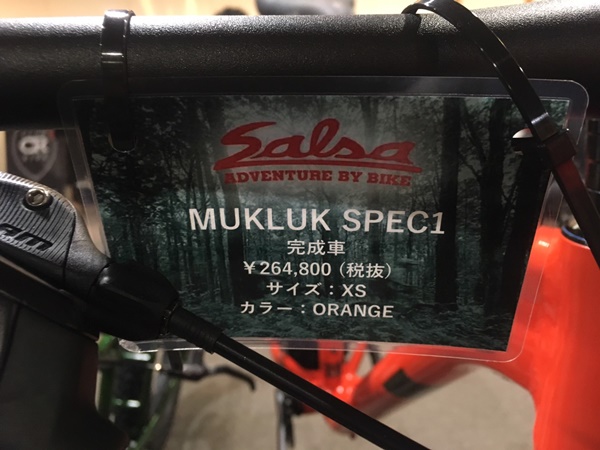 Salsa
ADVENTURE BY BIKE
MUKLUK SPEC1
完成車
￥264,800（税抜）
サイズ：XS
カラー：ORANGE